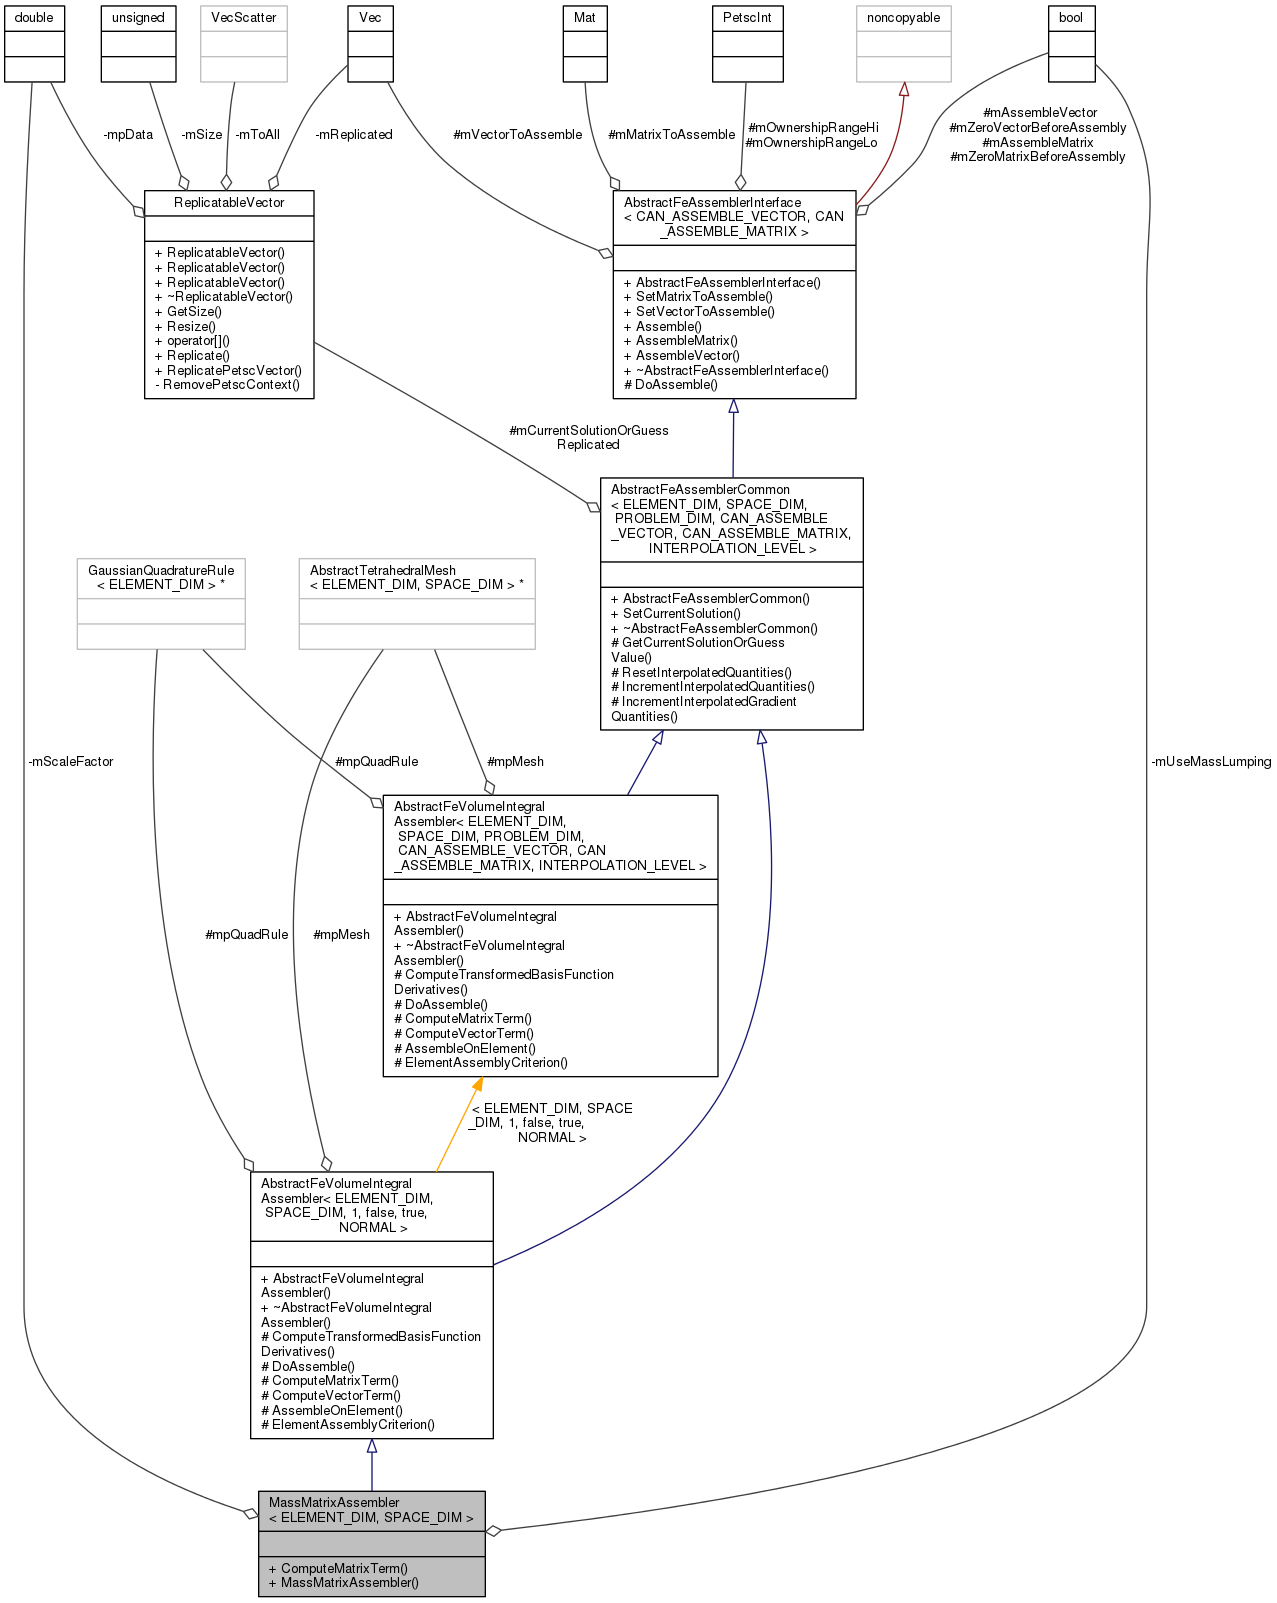 double
unsigned
VecScatter
Vec
Mat
PetscInt
noncopyable
bool
-mpData
-mSize
-mToAll
-mReplicated
#mVectorToAssemble
#mMatrixToAssemble
#mOwnershipRangeHi
#mOwnershipRangeLo
#mAssembleVector
#mZeroVectorBeforeAssembly
#mAssembleMatrix
#mZeroMatrixBeforeAssembly
ReplicatableVector
+ ReplicatableVector()
+ ReplicatableVector()
+ ReplicatableVector()
+ ~ReplicatableVector()
+ GetSize()
+ Resize()
+ operator[]()
+ Replicate()
+ ReplicatePetscVector()
- RemovePetscContext()
AbstractFeAssemblerInterface
< CAN_ASSEMBLE_VECTOR, CAN
_ASSEMBLE_MATRIX >
+ AbstractFeAssemblerInterface()
+ SetMatrixToAssemble()
+ SetVectorToAssemble()
+ Assemble()
+ AssembleMatrix()
+ AssembleVector()
+ ~AbstractFeAssemblerInterface()
# DoAssemble()
#mCurrentSolutionOrGuess
Replicated
AbstractFeAssemblerCommon
< ELEMENT_DIM, SPACE_DIM,
PROBLEM_DIM, CAN_ASSEMBLE
_VECTOR, CAN_ASSEMBLE_MATRIX,
INTERPOLATION_LEVEL >
+ AbstractFeAssemblerCommon()
+ SetCurrentSolution()
+ ~AbstractFeAssemblerCommon()
# GetCurrentSolutionOrGuess
Value()
# ResetInterpolatedQuantities()
# IncrementInterpolatedQuantities()
# IncrementInterpolatedGradient
Quantities()
GaussianQuadratureRule
< ELEMENT_DIM > *
AbstractTetrahedralMesh
< ELEMENT_DIM, SPACE_DIM > *
-mScaleFactor
#mpQuadRule
#mpMesh
-mUseMassLumping
AbstractFeVolumeIntegral
Assembler< ELEMENT_DIM,
SPACE_DIM, PROBLEM_DIM,
CAN_ASSEMBLE_VECTOR, CAN
_ASSEMBLE_MATRIX, INTERPOLATION_LEVEL >
+ AbstractFeVolumeIntegral
Assembler()
+ ~AbstractFeVolumeIntegral
Assembler()
# ComputeTransformedBasisFunction
Derivatives()
# DoAssemble()
# ComputeMatrixTerm()
# ComputeVectorTerm()
# AssembleOnElement()
# ElementAssemblyCriterion()
#mpQuadRule
#mpMesh
< ELEMENT_DIM, SPACE
_DIM, 1, false, true,
NORMAL >
AbstractFeVolumeIntegral
Assembler< ELEMENT_DIM,
SPACE_DIM, 1, false, true,
NORMAL >
+ AbstractFeVolumeIntegral
Assembler()
+ ~AbstractFeVolumeIntegral
Assembler()
# ComputeTransformedBasisFunction
Derivatives()
# DoAssemble()
# ComputeMatrixTerm()
# ComputeVectorTerm()
# AssembleOnElement()
# ElementAssemblyCriterion()
MassMatrixAssembler
< ELEMENT_DIM, SPACE_DIM >
+ ComputeMatrixTerm()
+ MassMatrixAssembler()